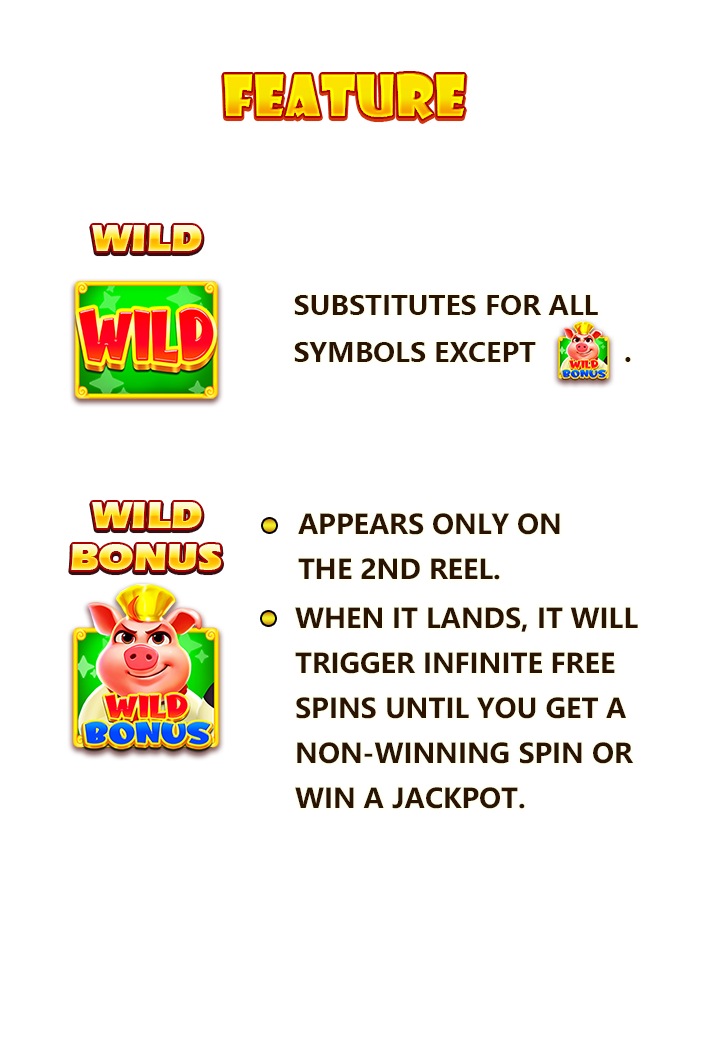 FEATURE
WILD
WILD
SUBSTITUTES FOR ALL
SYMBOLS EXCEPT WILD BONUS .
WILD
BONUS
WILD
BONUS
APPEARS ONLY ON
THE 2ND REEL.
WHEN IT LANDS, IT WILL
TRIGGER INFINITE FREE
SPINS UNTIL YOU GET A
NON-WINNING SPIN OR
WIN A JACKPOT.